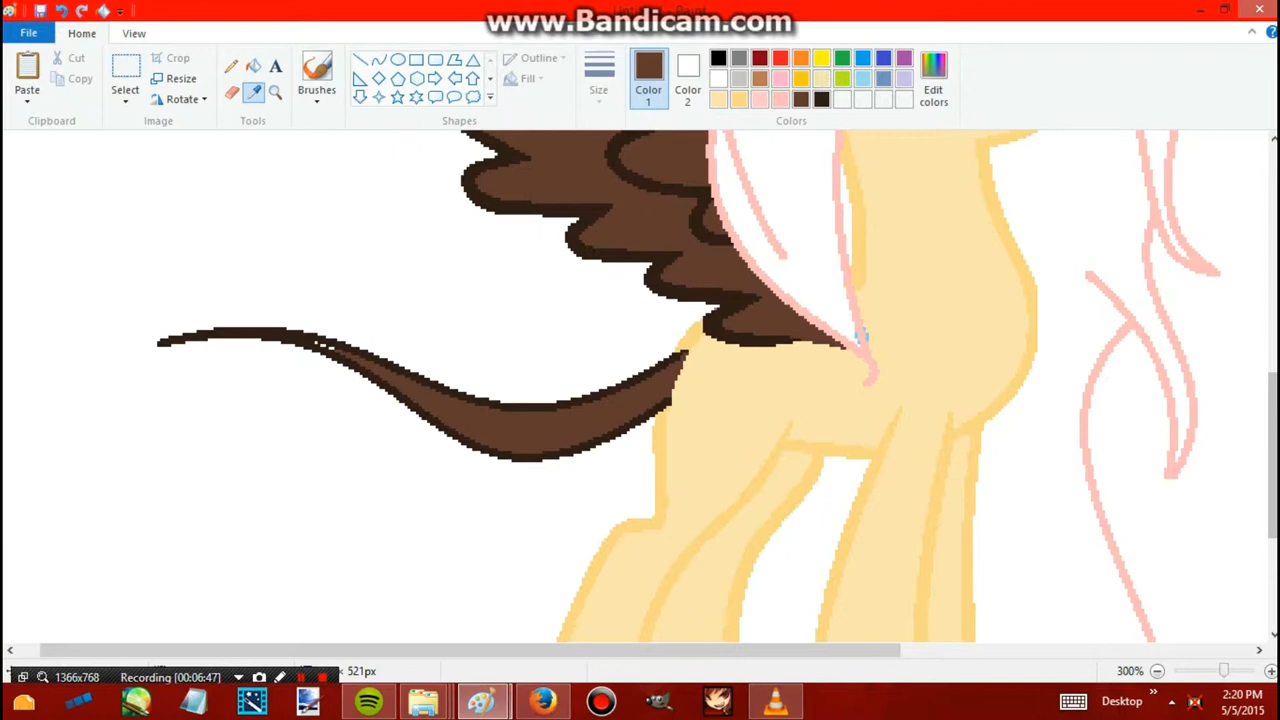 www.Bandicam.com
File Home View
Paste
Cut
Copy
Clipboard
Select
Crop
Resize
Rotate
Image
A
Tools
Brushes
Outline
Fill
Shapes
Size
Color 1
Color 2
Edit colors
Colors
1366x768 Recording [00:06:47] × 521px 300%
Desktop
2:20 PM
5/5/2015